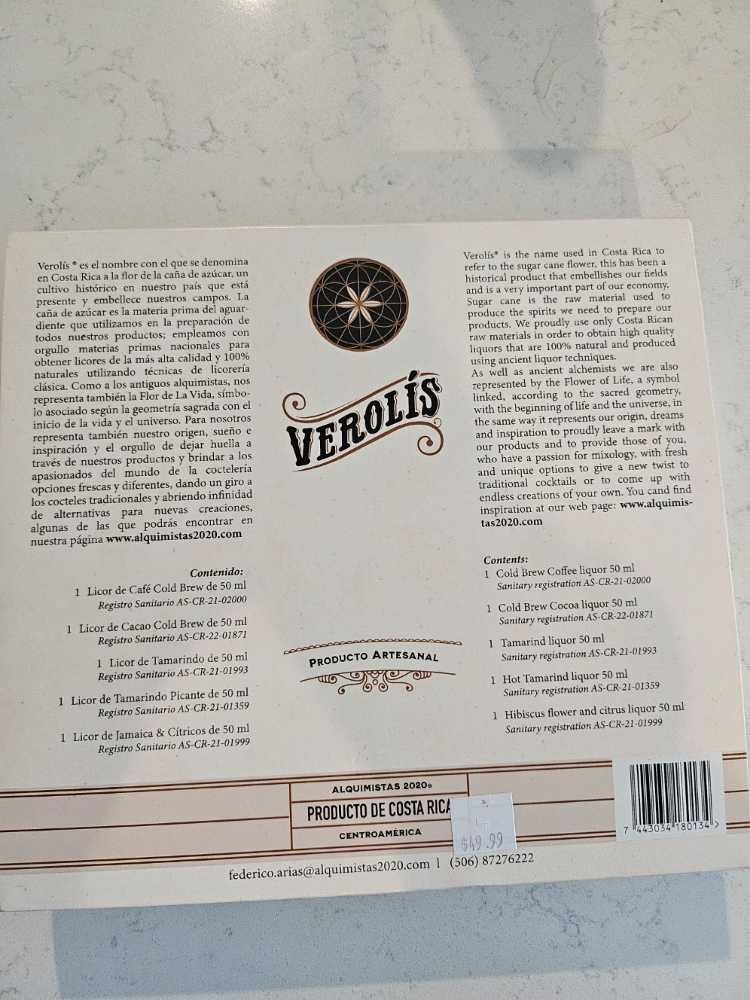 Verolís ® es el nombre con el que se denomina
en Costa Rica a la flor de la caña de azúcar, un
cultivo histórico en nuestro país que está
presente y embellece nuestros campos. La
caña de azúcar es la materia prima del aguar-
diente que utilizamos en la preparación de
todos nuestros productos; empleamos con
orgullo materias primas nacionales para
obtener licores de la más alta calidad y 100%
naturales utilizando técnicas de licorería
clásica. Como a los antiguos alquimistas, nos
representa también la Flor de La Vida, símbo-
lo asociado según la geometría sagrada con el
inicio de la vida y el universo. Para nosotros
representa también nuestro origen, sueño e
inspiración y el orgullo de dejar huella a
través de nuestros productos y brindar a los
apasionados del mundo de la coctelería
opciones frescas y diferentes, dando un giro a
los cocteles tradicionales y abriendo infinidad
de alternativas para nuevas creaciones,
algunas de las que podrás encontrar en
nuestra página www.alquimistas2020.com
Contenido:
1 Licor de Café Cold Brew de 50 ml
Registro Sanitario AS-CR-21-02000
1 Licor de Cacao Cold Brew de 50 ml
Registro Sanitario AS-CR-22-01871
1 Licor de Tamarindo de 50 ml
Registro Sanitario AS-CR-21-01993
1 Licor de Tamarindo Picante de 50 ml
Registro Sanitario AS-CR-21-01359
1 Licor de Jamaica & Cítricos de 50 ml
Registro Sanitario AS-CR-21-01999
VEROLÍS
PRODUCTO ARTESANAL
Verolís® is the name used in Costa Rica to
refer to the sugar cane flower, this has been a
historical product that embellishes our fields
and is a very important part of our economy.
Sugar cane is the raw material used to
produce the spirits we need to prepare our
products. We proudly use only Costa Rican
raw materials in order to obtain high quality
liquors that are 100% natural and produced
using ancient liquor techniques.
As well as ancient alchemists we are also
represented by the Flower of Life, a symbol
linked, according to the sacred geometry,
with the beginning of life and the universe, in
the same way it represents our origin, dreams
and inspiration to proudly leave a mark with
our products and to provide those of you,
who have a passion for mixology, with fresh
and unique options to give a new twist to
traditional cocktails or to come up with
endless creations of your own. You cand find
inspiration at our web page: www.alquimis-
tas2020.com
Contents:
1 Cold Brew Coffee liquor 50 ml
Sanitary registration AS-CR-21-02000
1 Cold Brew Cocoa liquor 50 ml
Sanitary registration AS-CR-22-01871
1 Tamarind liquor 50 ml
Sanitary registration AS-CR-21-01993
1 Hot Tamarind liquor 50 ml
Sanitary registration AS-CR-21-01359
1 Hibiscus flower and citrus liquor 50 ml
Sanitary registration AS-CR-21-01999
ALQUIMISTAS 2020®
PRODUCTO DE COSTA RICA
CENTROAMÉRICA
$49.99
7 443034 180134 >
federico.arias@alquimistas2020.com | (506) 87276222